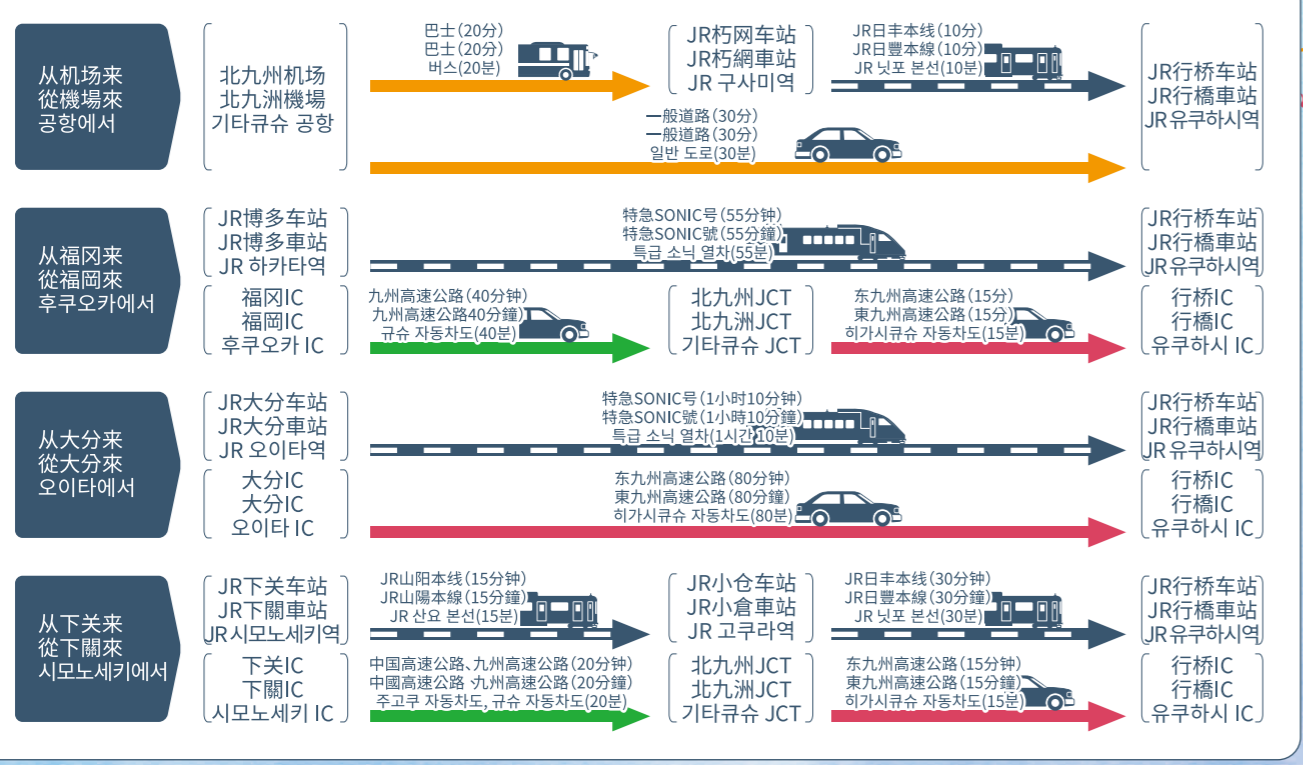 从机场来
從機場來
공항에서
北九州机场
北九洲機場
기타큐슈 공항
巴士(20分)
巴士(20分)
버스(20분)
JR朽网车站
JR朽網車站
JR 구사미역
JR日丰本线(10分)
JR日豐本線(10分)
JR 닛포 본선(10분)
一般道路(30分)
一般道路(30分)
일반 도로(30분)
JR行桥车站
JR行橋車站
JR 유쿠하시역
从福冈来
從福岡來
후쿠오카에서
JR博多车站
JR博多車站
JR 하카타역
特急SONIC号(55分钟)
特急SONIC號(55分鐘)
특급 소닉 열차(55분)
JR行桥车站
JR行橋車站
JR 유쿠하시역
福冈IC
福岡IC
후쿠오카 IC
九州高速公路(40分钟)
九州高速公路40分鐘)
규슈 자동차도(40분)
北九州JCT
北九洲JCT
기타큐슈 JCT
东九州高速公路(15分)
東九州高速公路(15分)
히가시큐슈 자동차도(15분)
行桥IC
行橋IC
유쿠하시 IC
从大分来
從大分來
오이타에서
JR大分车站
JR大分車站
JR 오이타역
特急SONIC号(1小时10分钟)
特急SONIC號(1小時10分鐘)
특급 소닉 열차(1시간 10분)
JR行桥车站
JR行橋車站
JR 유쿠하시역
大分IC
大分IC
오이타 IC
东九州高速公路(80分钟)
東九州高速公路(80分鐘)
히가시큐슈 자동차도(80분)
行桥IC
行橋IC
유쿠하시 IC
从下关来
從下關來
시모노세키에서
JR下关车站
JR下關車站
JR시모노세키역
JR山阳本线(15分钟)
JR山陽本線(15分鐘)
JR 산요 본선(15분)
JR小仓车站
JR小倉車站
JR 고쿠라역
JR日丰本线(30分钟)
JR日豐本線(30分鐘)
JR 닛포 본선(30분)
JR行桥车站
JR行橋車站
JR 유쿠하시역
下关IC
下關IC
시모노세키 IC
中国高速公路、九州高速公路(20分钟)
中國高速公路、九州高速公路(20分鐘)
주고쿠 자동차도, 규슈 자동차도(20분)
北九州JCT
北九洲JCT
기타큐슈 JCT
东九州高速公路(15分钟)
東九州高速公路(15分鐘)
히가시큐슈 자동차도(15분)
行桥IC
行橋IC
유쿠하시 IC